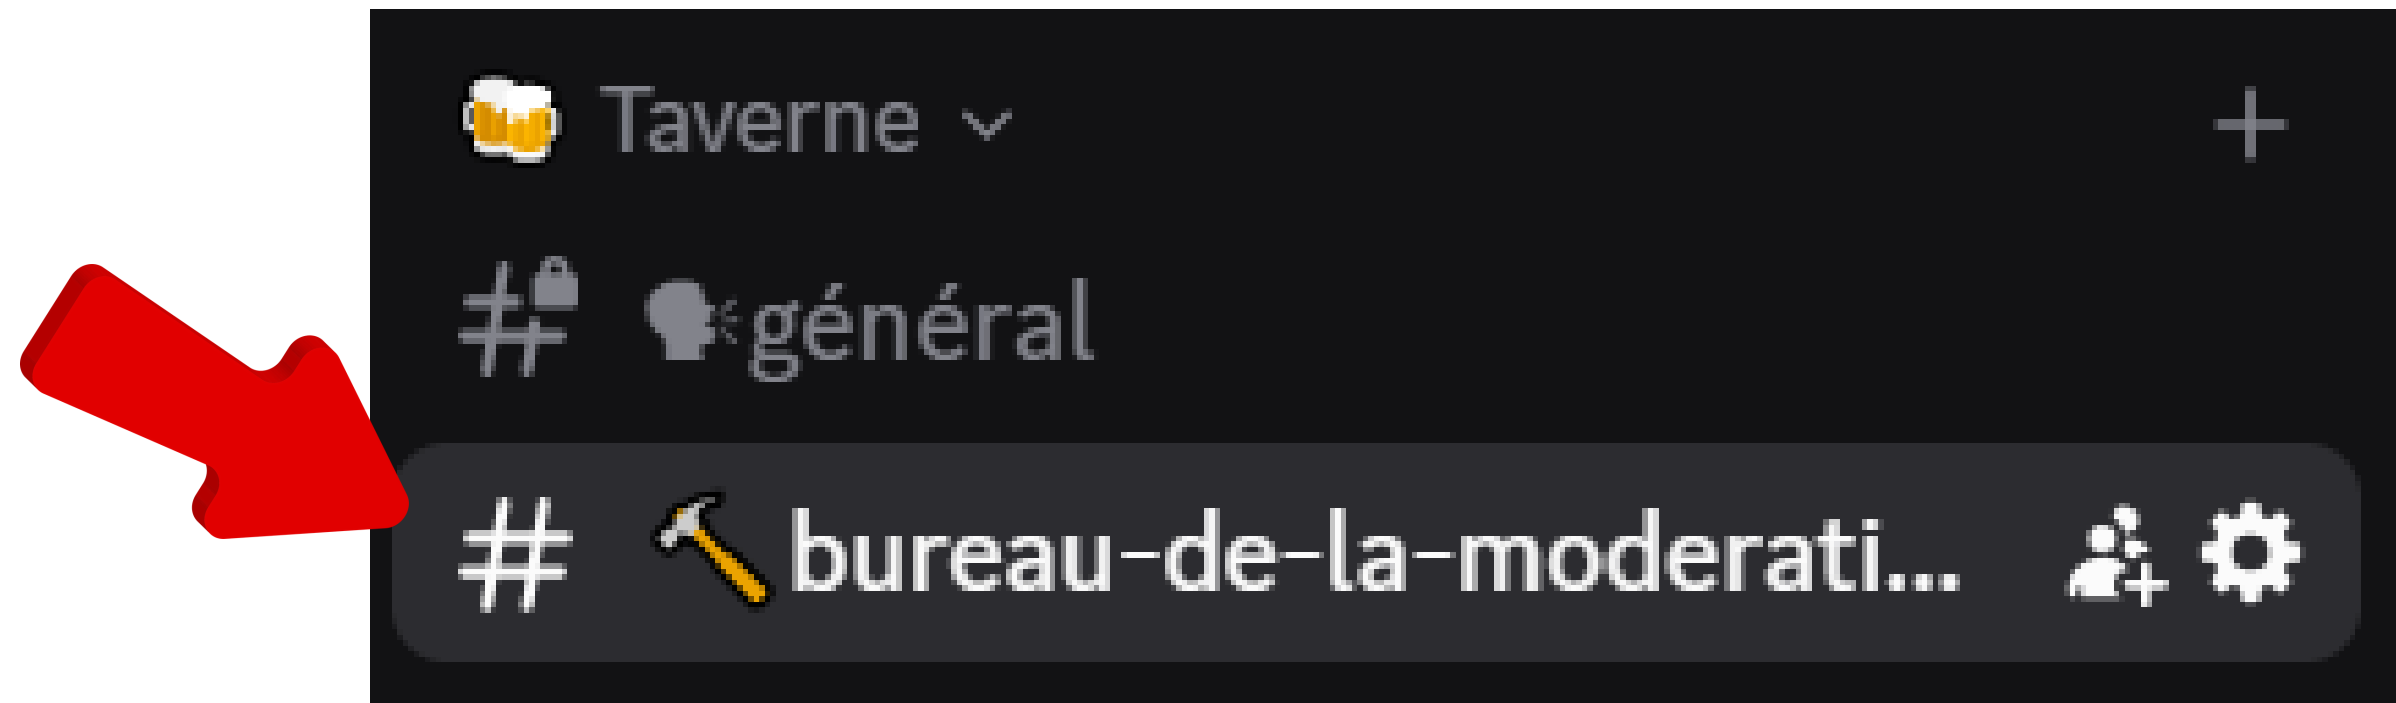 🍻 Taverne
# 🗣général
# 🔨bureau-de-la-moderati...